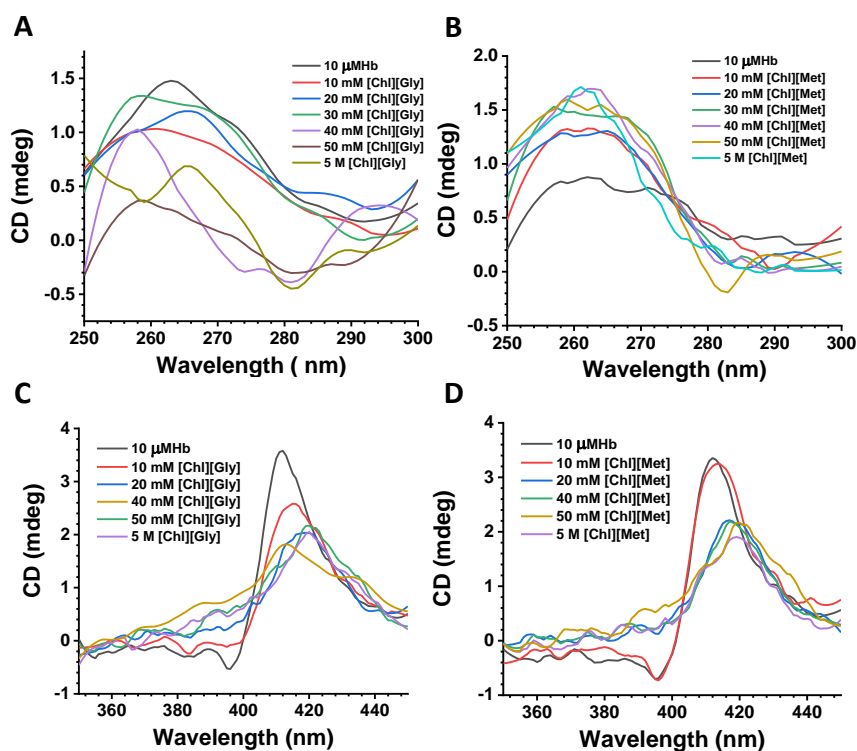 A
CD (mdeg)
1.5
1.0
0.5
0.0
-0.5
250 260 270 280 290 300
Wavelength ( nm)
10 μMHb
10 mM [Chl][Gly]
20 mM [Chl][Gly]
30 mM [Chl][Gly]
40 mM [Chl][Gly]
50 mM [Chl][Gly]
5 M [Chl][Gly]
B
CD (mdeg)
2.0
1.5
1.0
0.5
0.0
-0.5
250 260 270 280 290 300
Wavelength (nm)
10 μMHb
10 mM [Chl][Met]
20 mM [Chl][Met]
30 mM [Chl][Met]
40 mM [Chl][Met]
50 mM [Chl][Met]
5 M [Chl][Met]
C
CD (mdeg)
4
3
2
1
0
-1
360 380 400 420 440
Wavelength (nm)
10 μMHb
10 mM [Chl][Gly]
20 mM [Chl][Gly]
40 mM [Chl][Gly]
50 mM [Chl][Gly]
5 M [Chl][Gly]
D
CD (mdeg)
4
3
2
1
0
-1
360 380 400 420 440
Wavelength (nm)
10 μMHb
10 mM [Chl][Met]
20 mM [Chl][Met]
40 mM [Chl][Met]
50 mM [Chl][Met]
5 M [Chl][Met]